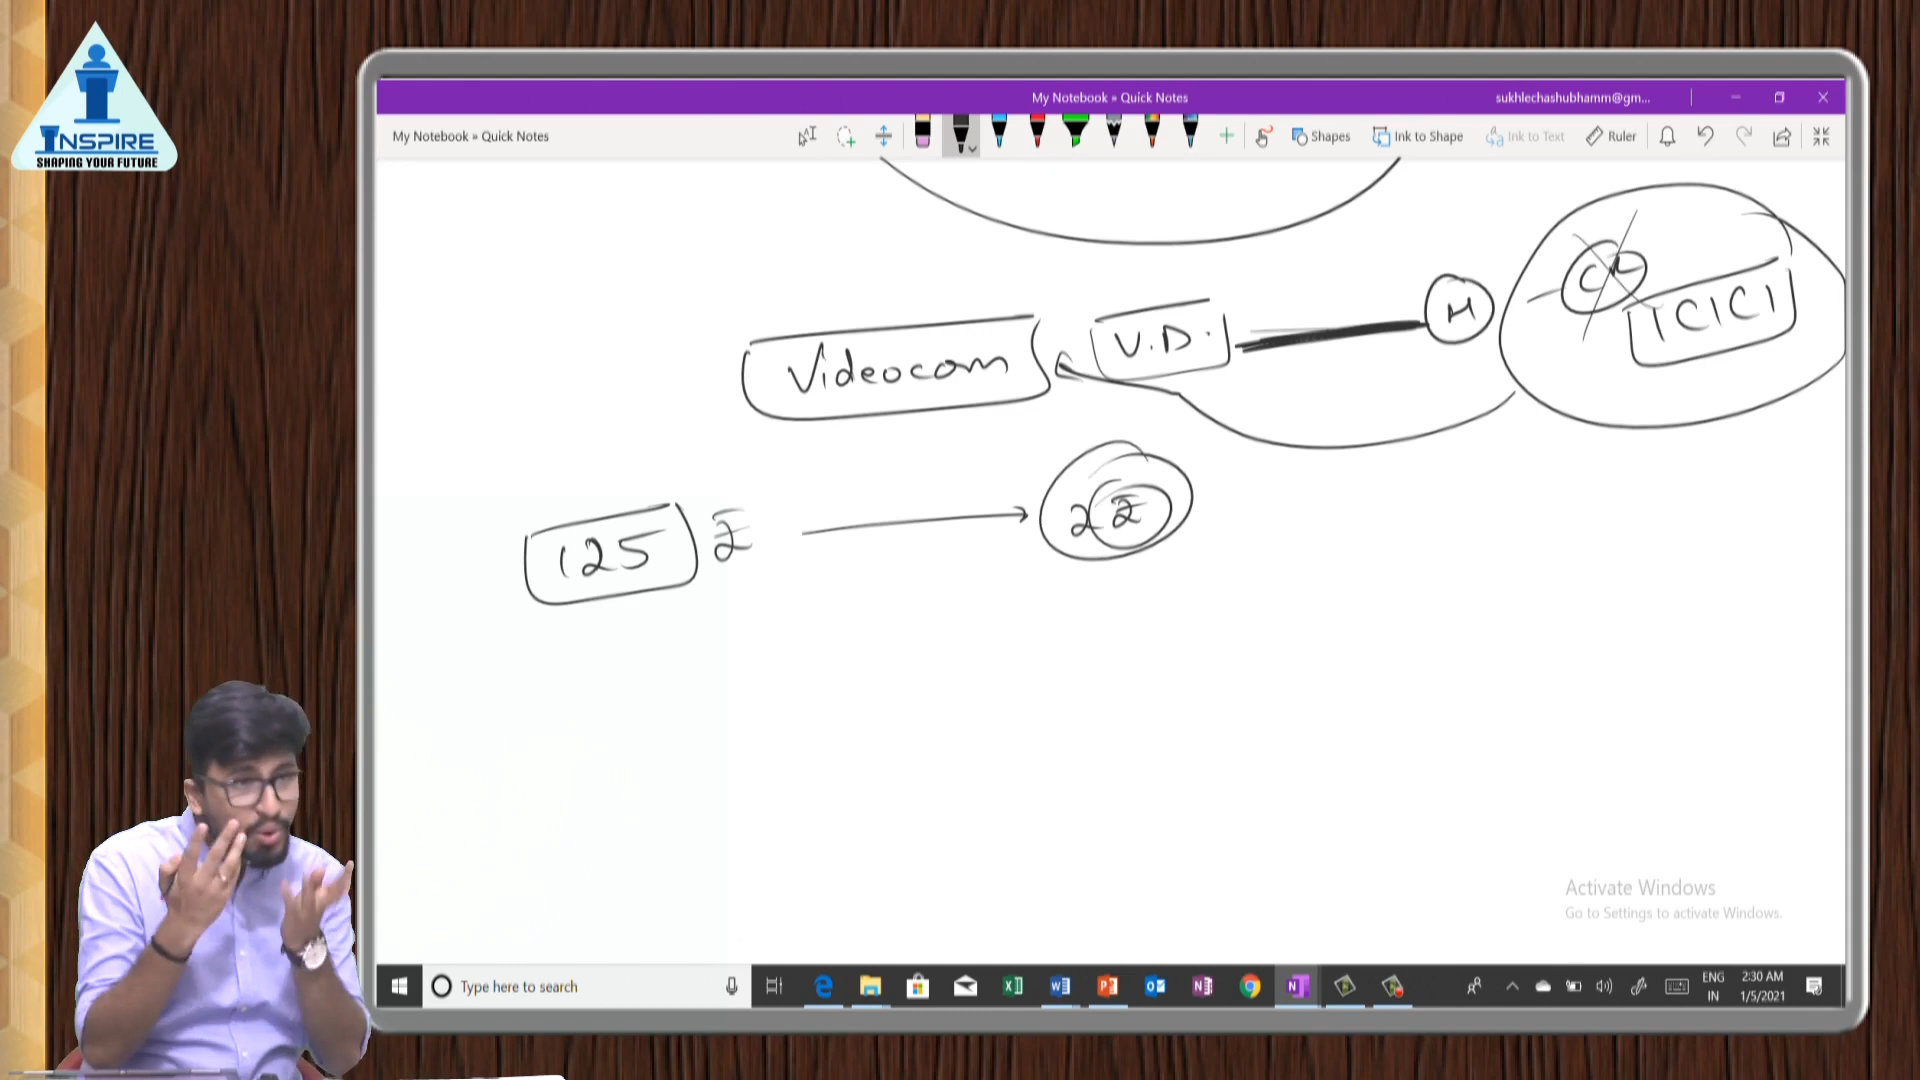 INSPIRE
SHAPING YOUR FUTURE
My Notebook » Quick Notes
sukhlechashubhamm@gm...
My Notebook » Quick Notes
Shapes
Ink to Shape
Ink to Text
Ruler
Videocom
V.D.
M
ICICI
125 ₹
2 ₹
Activate Windows
Go to Settings to activate Windows.
Type here to search
ENG
IN
2:30 AM
1/5/2021